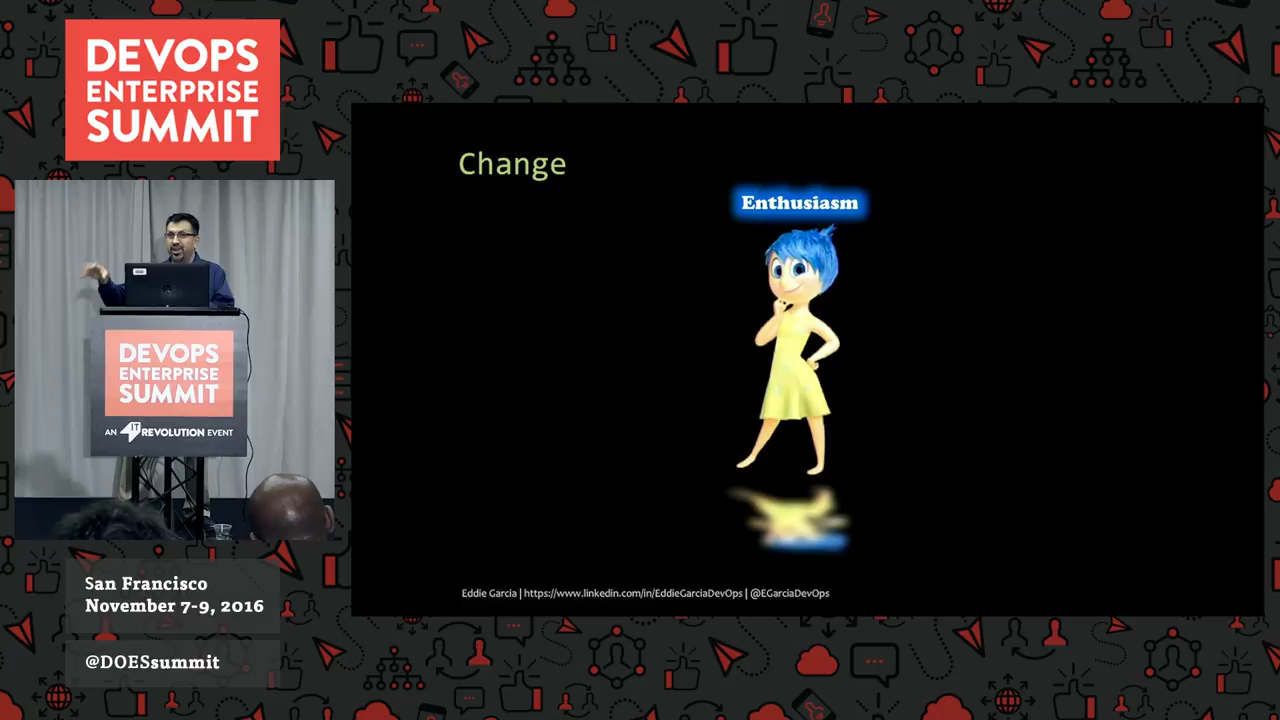 DEVOPS
ENTERPRISE
SUMMIT
Change
Enthusiasm
DEVOPS
ENTERPRISE
SUMMIT
AN IT REVOLUTION EVENT
San Francisco
November 7-9, 2016
@DOESsummit
Eddie Garcia | https://www.linkedin.com/in/EddieGarciaDevOps | @EGarciaDevOps